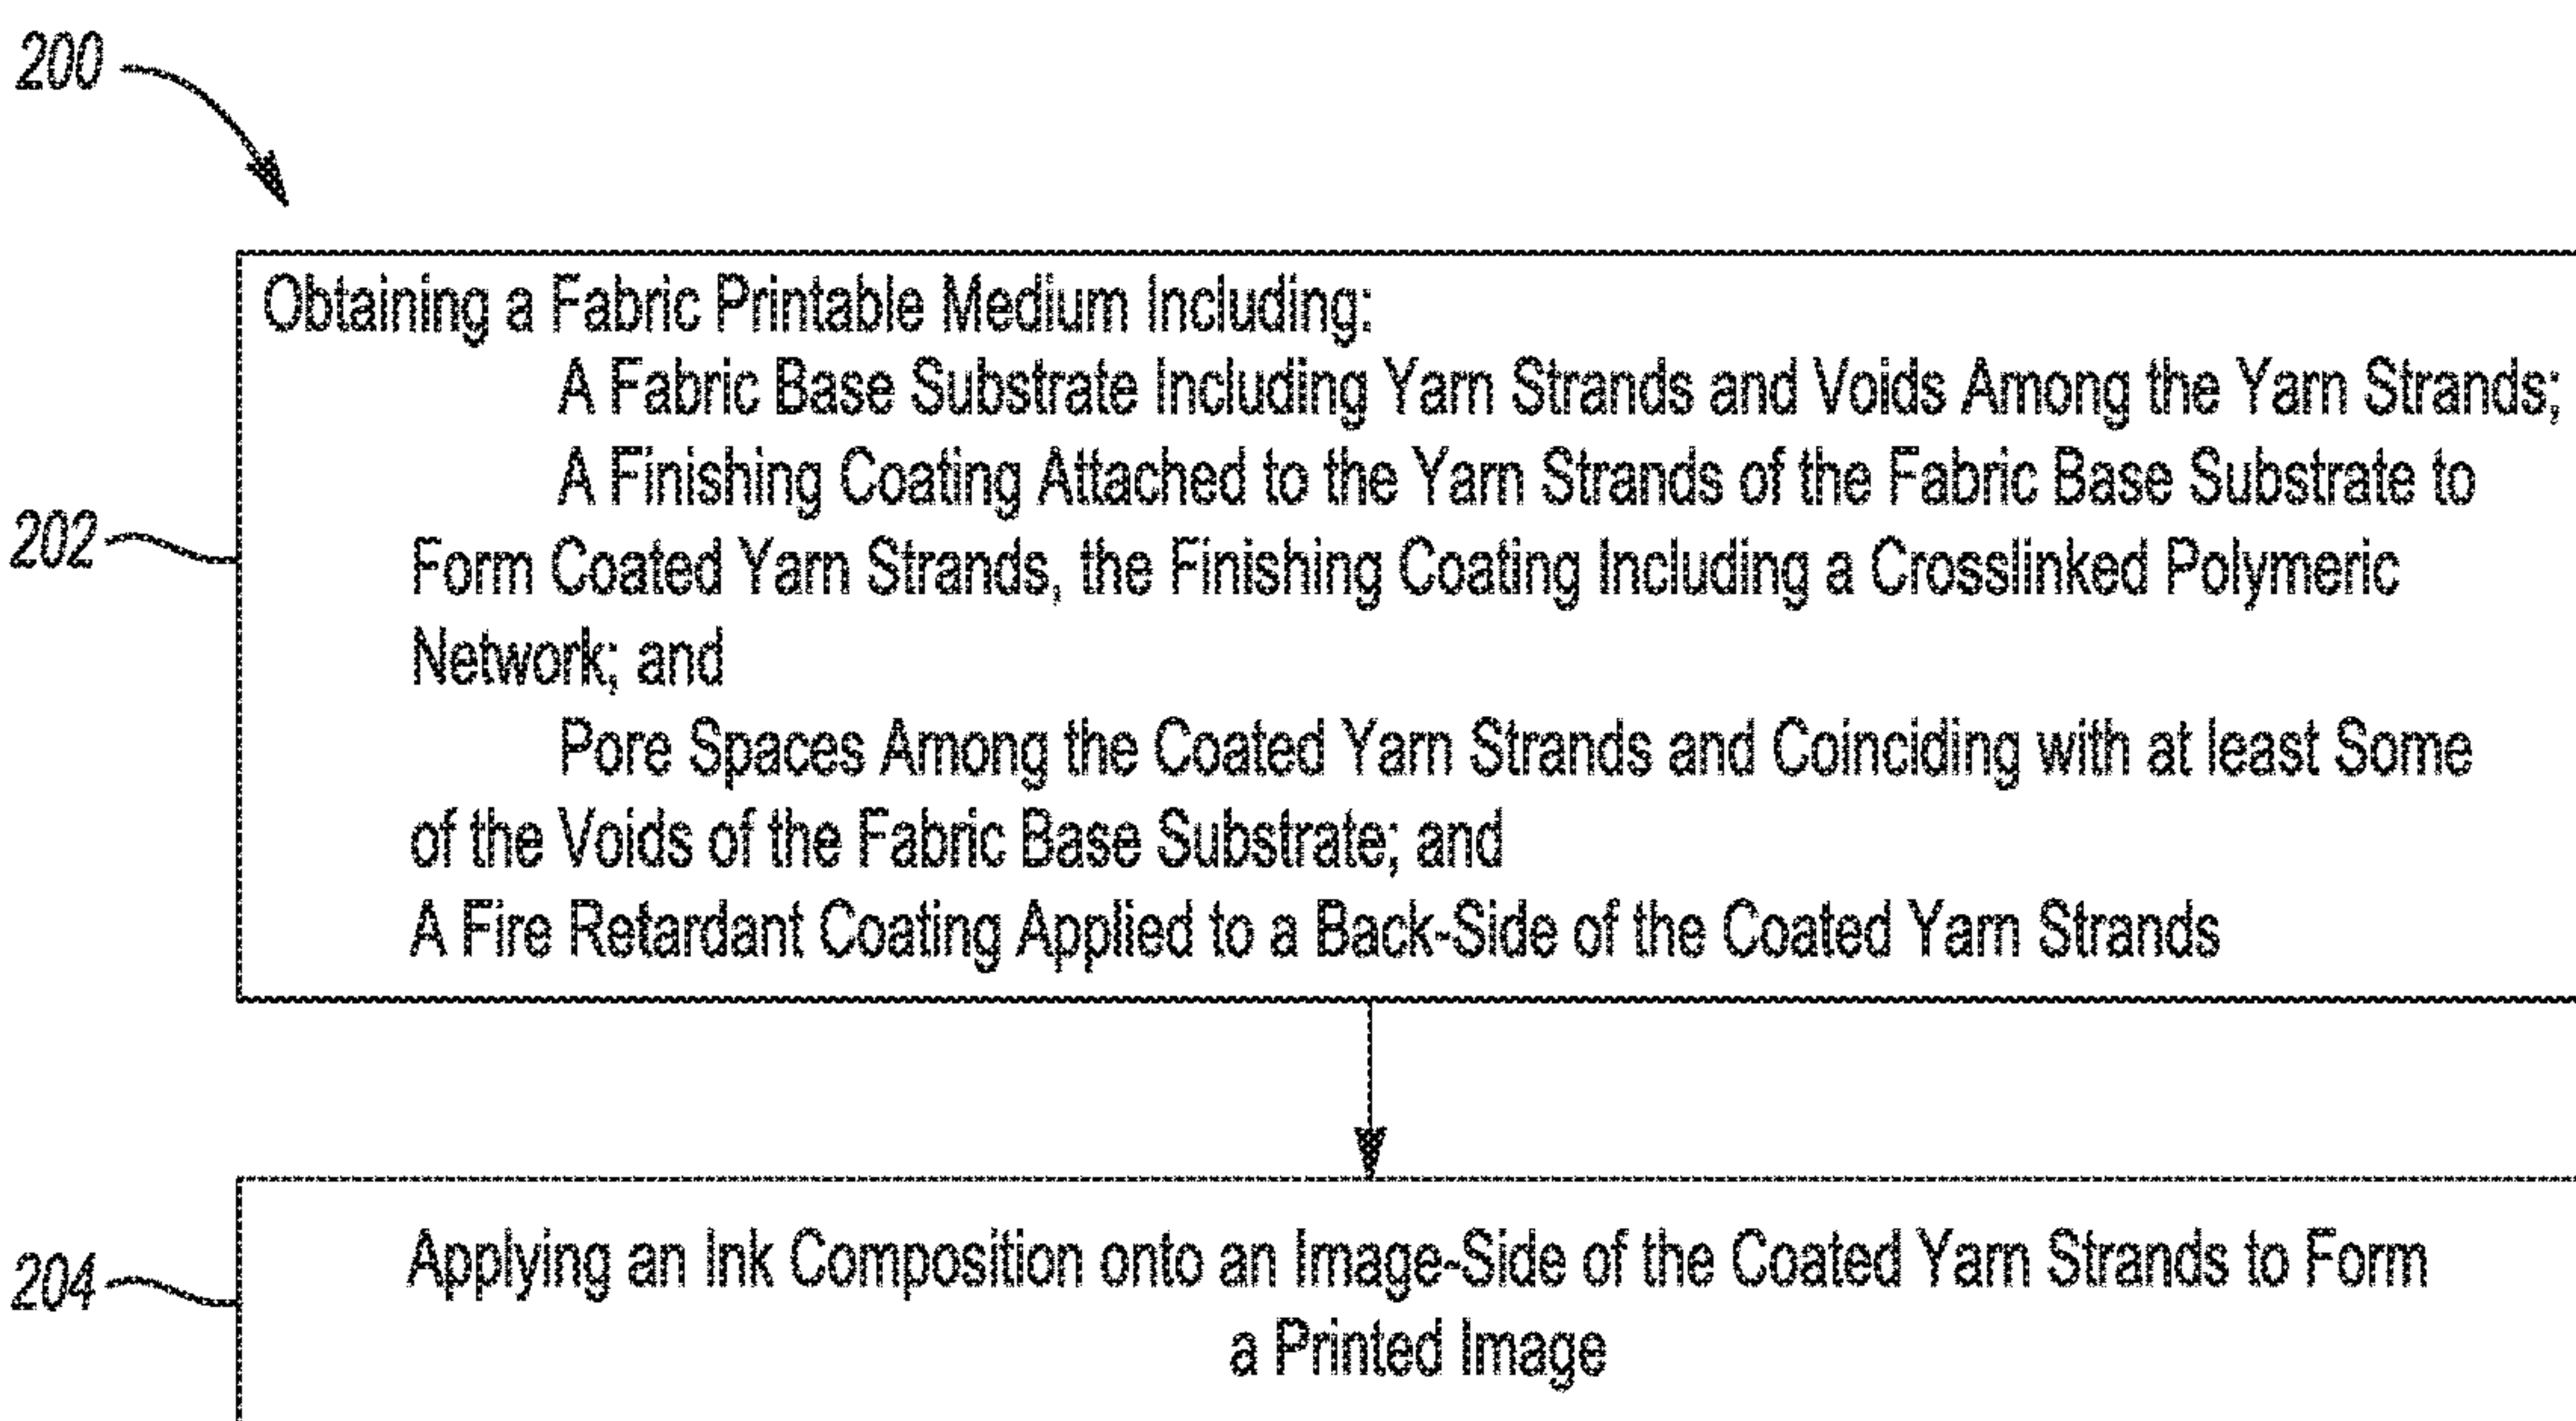 200
Obtaining a Fabric Printable Medium Including:
A Fabric Base Substrate Including Yarn Strands and Voids Among the Yarn Strands;
A Finishing Coating Attached to the Yarn Strands of the Fabric Base Substrate to
202
Form Coated Yarn Strands, the Finishing Coating Including a Crosslinked Polymeric
Network; and
Pore Spaces Among the Coated Yarn Strands and Coinciding with at least Some
of the Voids of the Fabric Base Substrate; and
A Fire Retardant Coating Applied to a Back-Side of the Coated Yarn Strands
204
Applying an Ink Composition onto an Image-Side of the Coated Yarn Strands to Form
a Printed Image